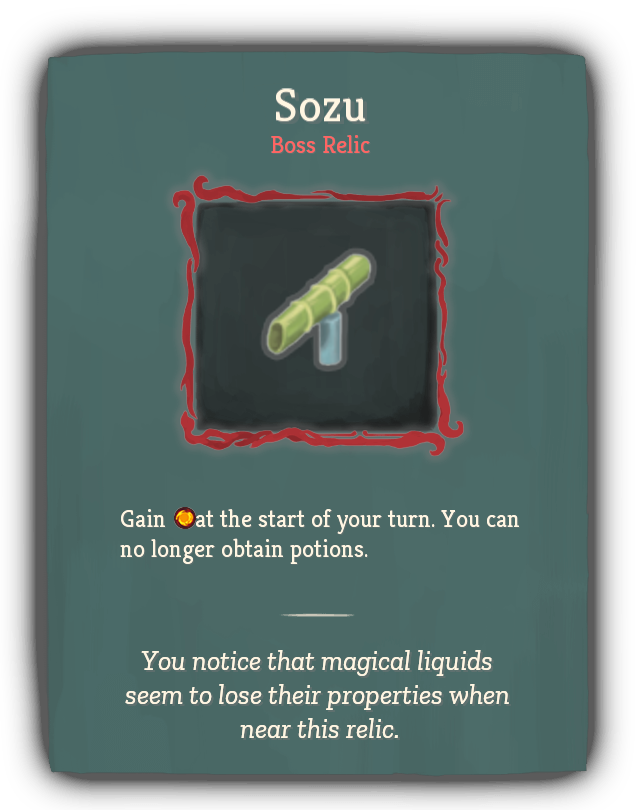 Sozu
Boss Relic
Gain at the start of your turn. You can
no longer obtain potions.
You notice that magical liquids
seem to lose their properties when
near this relic.